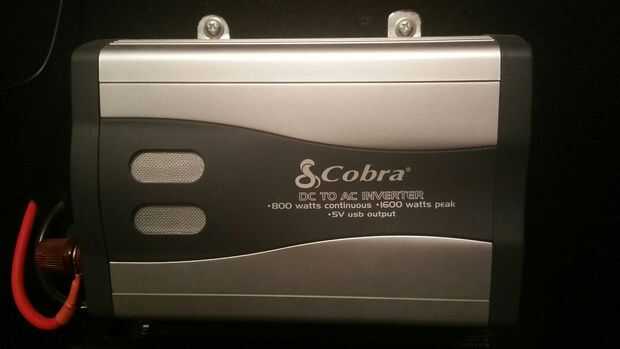 Cobra®
DC TO AC INVERTER
•800 watts continuous •1600 watts peak
•5V usb output